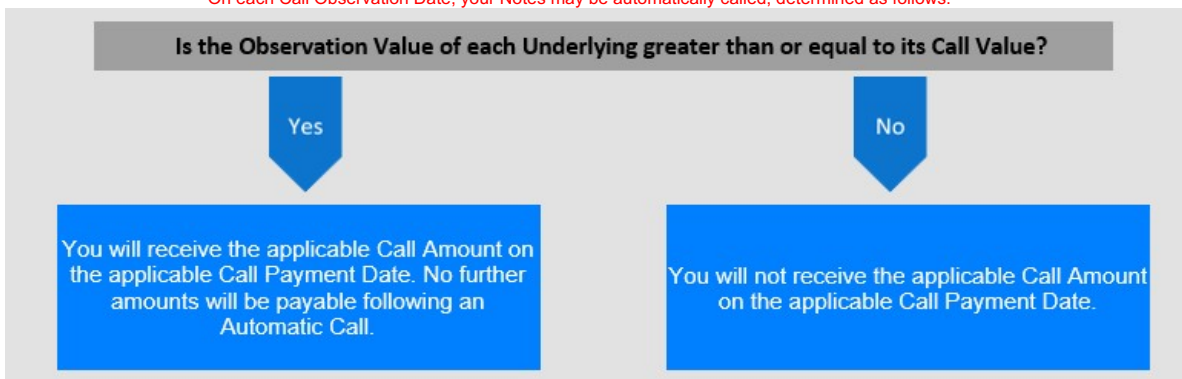 On each Call Observation Date, your Notes may be automatically called, determined as follows:
Is the Observation Value of each Underlying greater than or equal to its Call Value?
Yes
No
You will receive the applicable Call Amount on
the applicable Call Payment Date. No further
amounts will be payable following an
Automatic Call.
You will not receive the applicable Call Amount
on the applicable Call Payment Date.